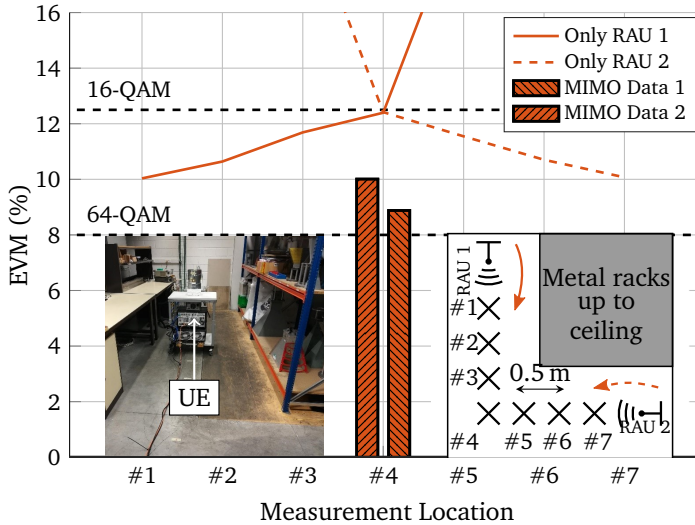 16
14
12
10
8
6
4
2
0
EVM (%)
16-QAM
64-QAM
Only RAU 1
Only RAU 2
MIMO Data 1
MIMO Data 2
UE
RAU 1
Metal racks
up to
ceiling
#1
#2
#3
0.5 m
RAU 2
#4 #5 #6 #7
#1 #2 #3 #4 #5 #6 #7
Measurement Location